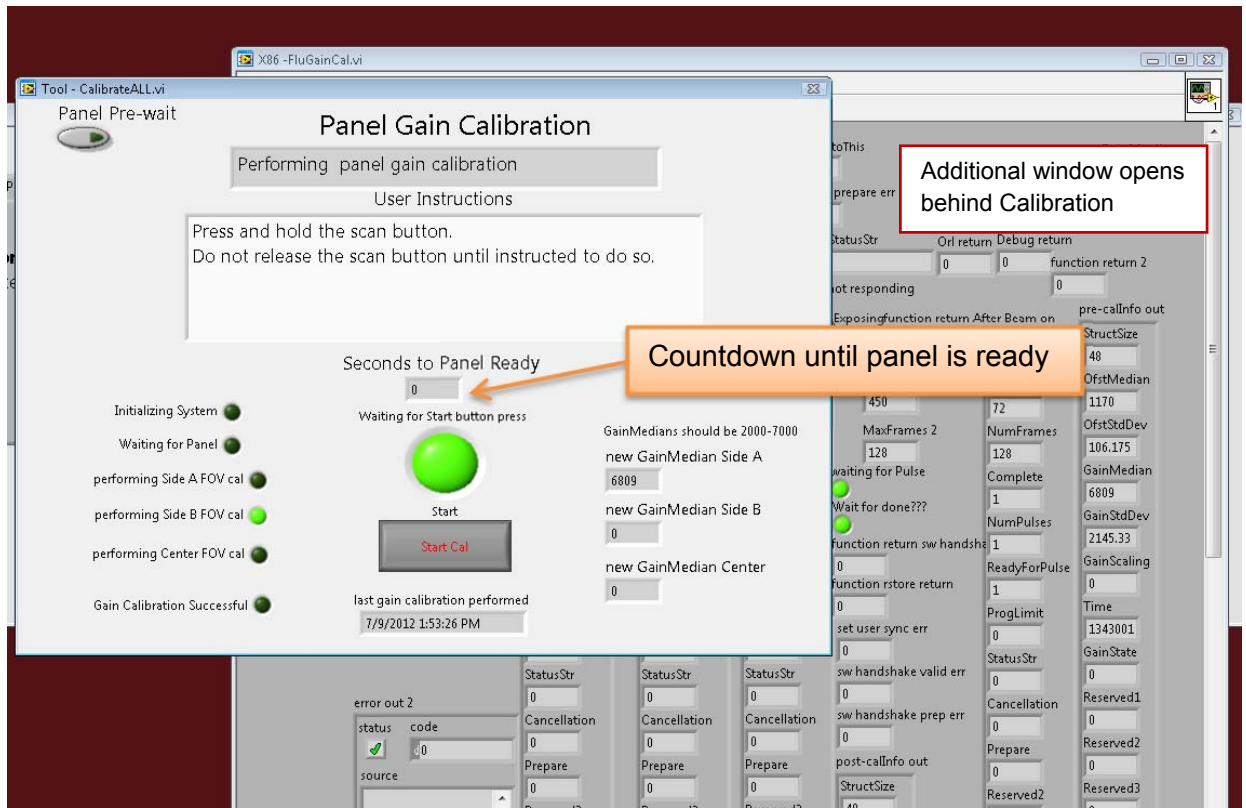 X86 -FluGainCal.vi
Tool - CalibrateALL.vi
Panel Pre-wait
Panel Gain Calibration
Performing panel gain calibration
User Instructions
Press and hold the scan button.
Do not release the scan button until instructed to do so.
Seconds to Panel Ready
0
Waiting for Start button press
Initializing System
Waiting for Panel
performing Side A FOV cal
performing Side B FOV cal
performing Center FOV cal
Gain Calibration Successful
Start
Start Cal
last gain calibration performed
7/9/2012 1:53:26 PM
GainMedians should be 2000-7000
new GainMedian Side A
6809
new GainMedian Side B
0
new GainMedian Center
0
Additional window opens
behind Calibration
Countdown until panel is ready
toThis
prepare err
StatusStr
Orl return
0
Debug return
0
function return 2
0
not responding
Exposingfunction return After Beam on
450
MaxFrames 2
128
waiting for Pulse
Wait for done???
function return sw handsha
0
function rstore return
0
set user sync err
0
sw handshake valid err
0
sw handshake prep err
0
post-calInfo out
StructSize
48
72
NumFrames
128
Complete
1
NumPulses
1
ReadyForPulse
1
ProgLimit
0
StatusStr
0
Cancellation
0
Prepare
0
Reserved2
pre-calInfo out
StructSize
48
OfstMedian
1170
OfstStdDev
106.175
GainMedian
6809
GainStdDev
2145.33
GainScaling
0
Time
1343001
GainState
0
Reserved1
0
Reserved2
0
Reserved3
error out 2
status code
0
source
StatusStr
0
Cancellation
0
Prepare
0
StatusStr
0
Cancellation
0
Prepare
0
StatusStr
0
Cancellation
0
Prepare
0